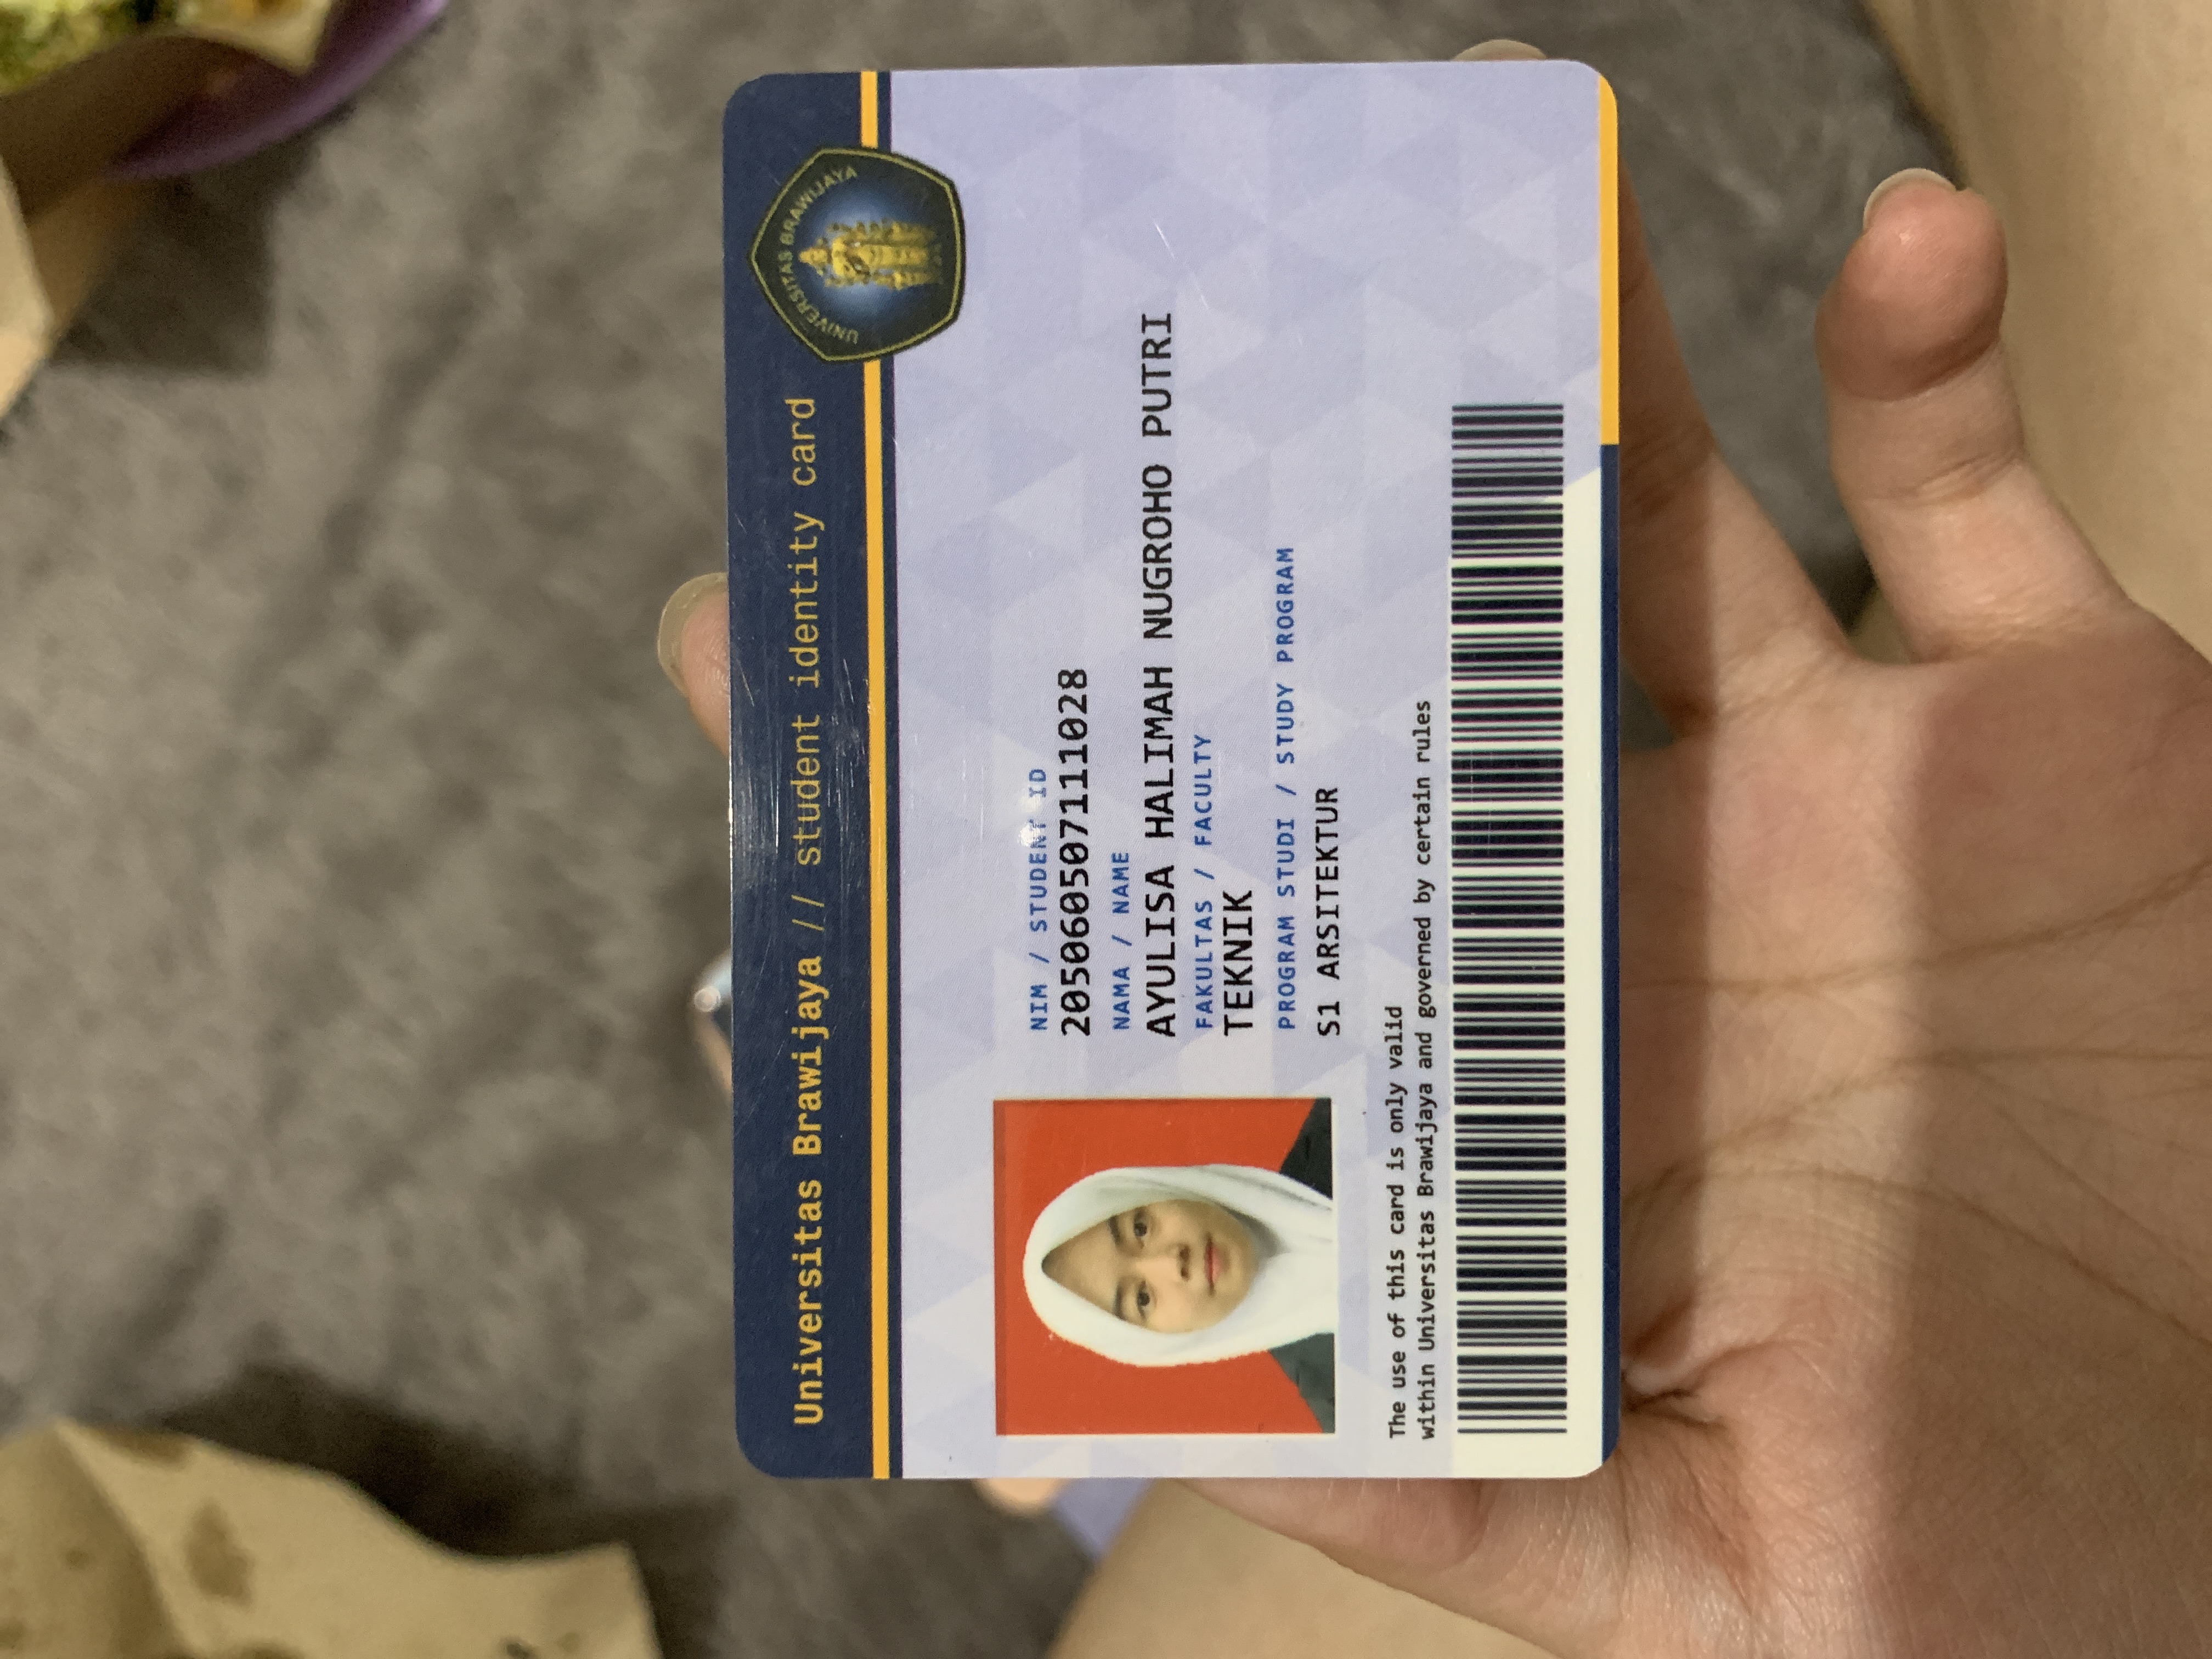 Universitas Brawijaya // student identity card
UNIVERSITAS BRAWIJAYA
NIM / STUDENT ID
205060507111028
NAMA / NAME
AYULISA HALIMAH NUGROHO PUTRI
FAKULTAS / FACULTY
TEKNIK
PROGRAM STUDI / STUDY PROGRAM
S1 ARSITEKTUR
The use of this card is only valid
within Universitas Brawijaya and governed by certain rules